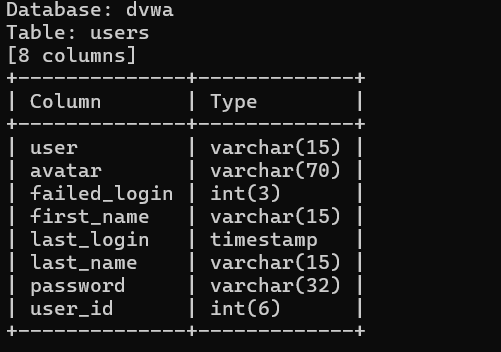 Database: dvwa
Table: users
[8 columns]
+--------------+-------------+
| Column       | Type        |
+--------------+-------------+
| user         | varchar(15) |
| avatar       | varchar(70) |
| failed_login | int(3)      |
| first_name   | varchar(15) |
| last_login   | timestamp   |
| last_name    | varchar(15) |
| password     | varchar(32) |
| user_id      | int(6)      |
+--------------+-------------+